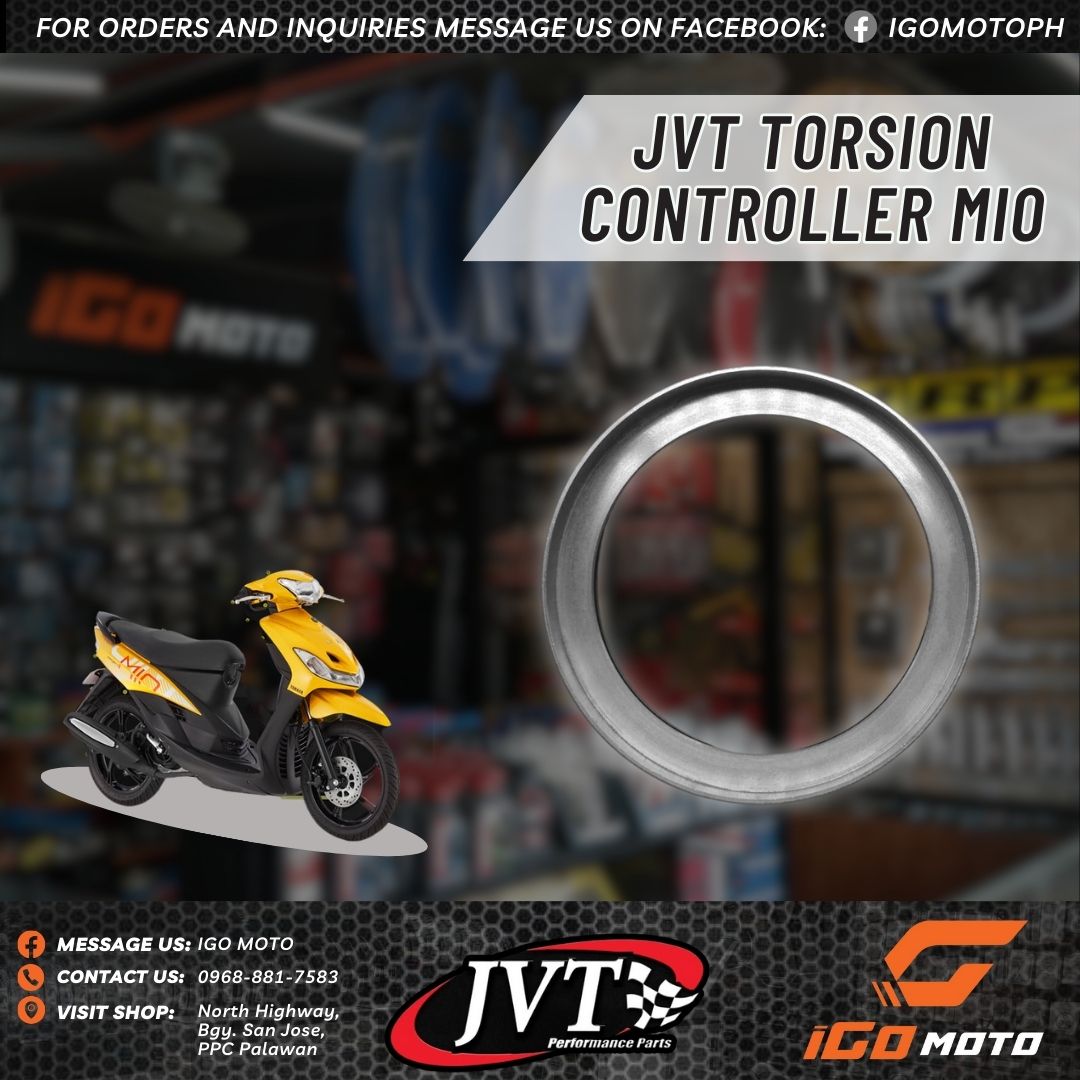 FOR ORDERS AND INQUIRIES MESSAGE US ON FACEBOOK: IGOMOTOPH
JVT TORSION
CONTROLLER MIO
iGO MOTO
MIO
MESSAGE US: IGO MOTO
CONTACT US: 0968-881-7583
VISIT SHOP: North Highway,
Bgy. San Jose,
PPC Palawan
JVT
Performance Parts
iGO MOTO